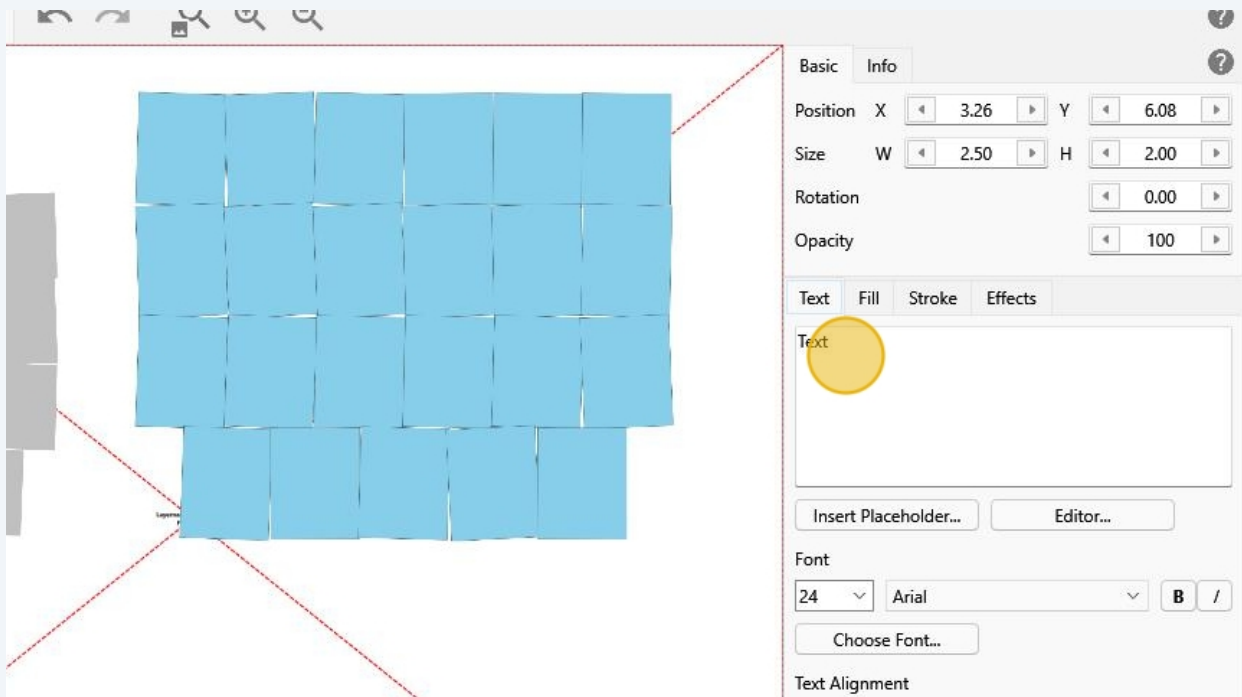 Basic Info
Position X 3.26 Y 6.08
Size W 2.50 H 2.00
Rotation 0.00
Opacity 100
Text Fill Stroke Effects
Text
Insert Placeholder... Editor...
Font
24 Arial B I
Choose Font...
Text Alignment